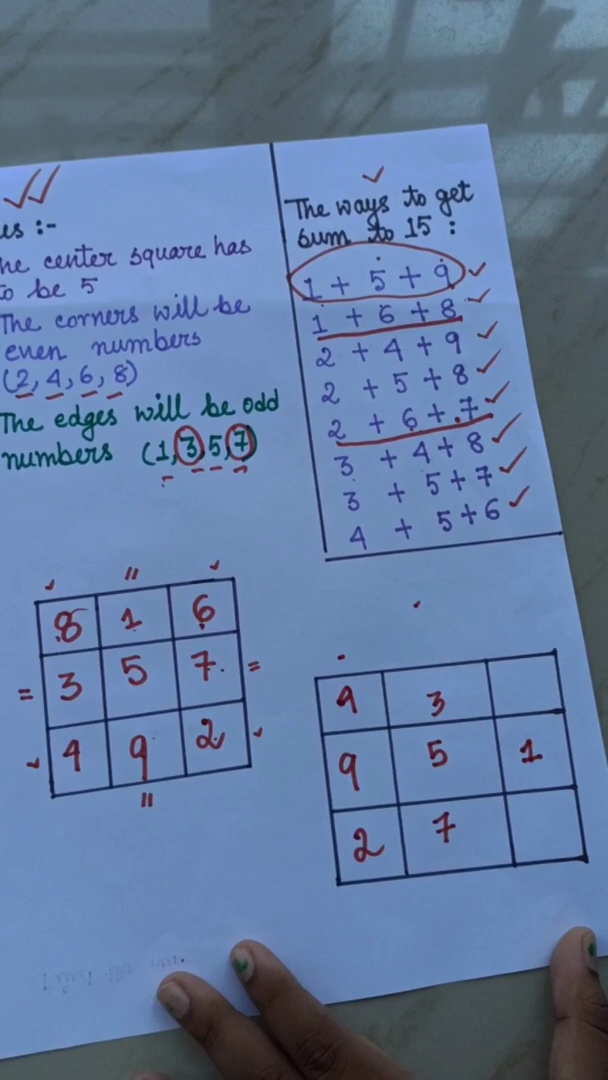 es :-
he center square has
to be 5
The corners will be
even numbers
(2, 4, 6, 8)
The edges will be odd
numbers (1, 3, 5, 7)
The ways to get
sum to 15 :
1 + 5 + 9
1 + 6 + 8
2 + 4 + 9
2 + 5 + 8
2 + 6 + 7
3 + 4 + 8
3 + 5 + 7
4 + 5 + 6
8 1 6
3 5 7
4 9 2
4 3
9 5 1
2 7